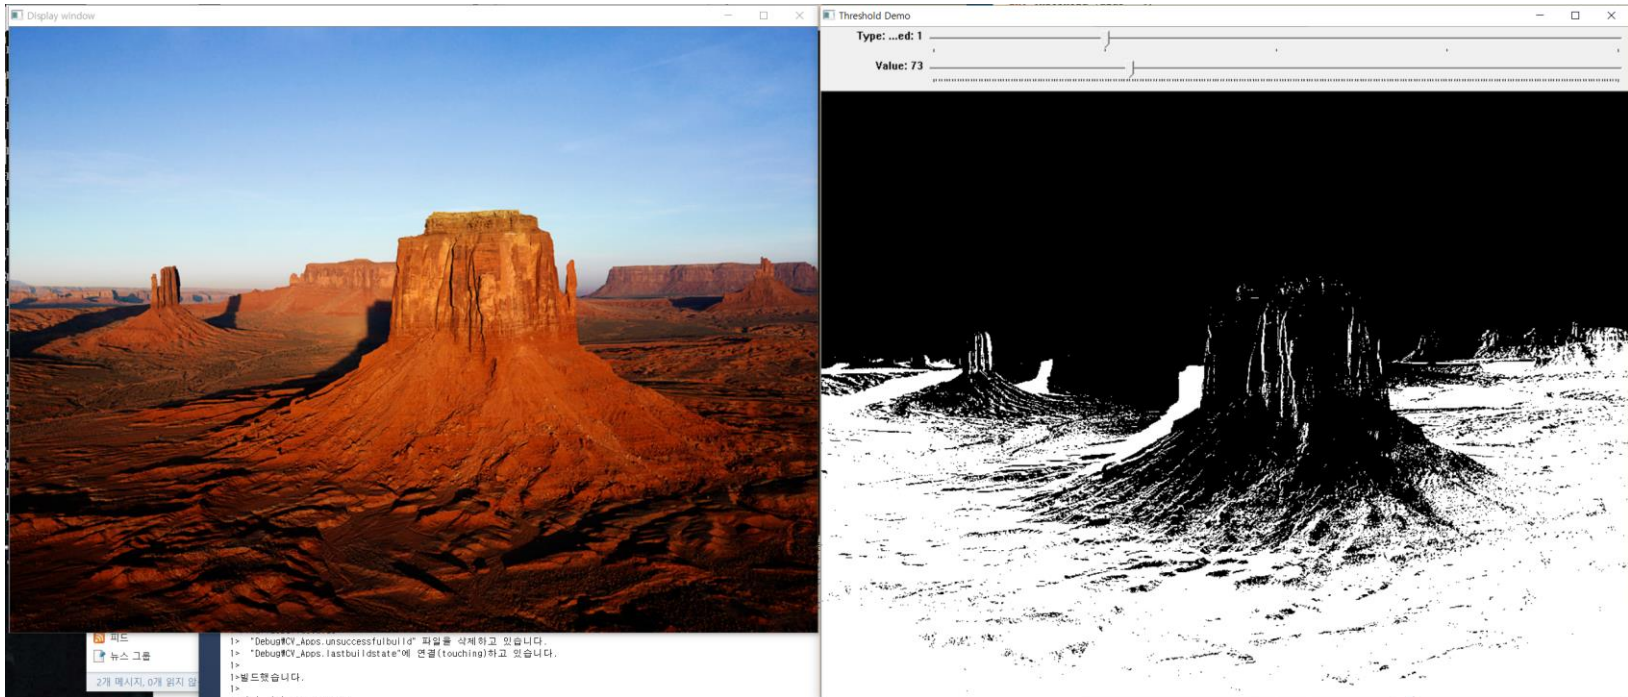 Display window
Threshold Demo
Type: ...ed: 1
Value: 73
피드
뉴스 그룹
2개 메시지, 0개 읽지 않
1>  "Debug₩CV_Apps.unsuccessfulbuild" 파일을 삭제하고 있습니다.
1>  "Debug₩CV_Apps.lastbuildstate"에 연결(touching)하고 있습니다.
1>
1>빌드했습니다.
1>